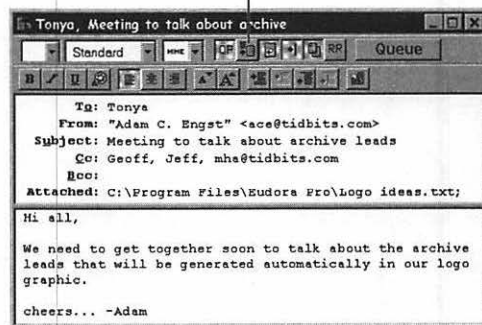 Tonya, Meeting to talk about archive
Standard MIME QP RR Queue
B I U
To: Tonya
From: "Adam C. Engst" <ace@tidbits.com>
Subject: Meeting to talk about archive leads
Cc: Geoff, Jeff, mha@tidbits.com
Bcc:
Attached: C:\Program Files\Eudora Pro\Logo ideas.txt;
Hi all,
We need to get together soon to talk about the archive
leads that will be generated automatically in our logo
graphic.
cheers... -Adam